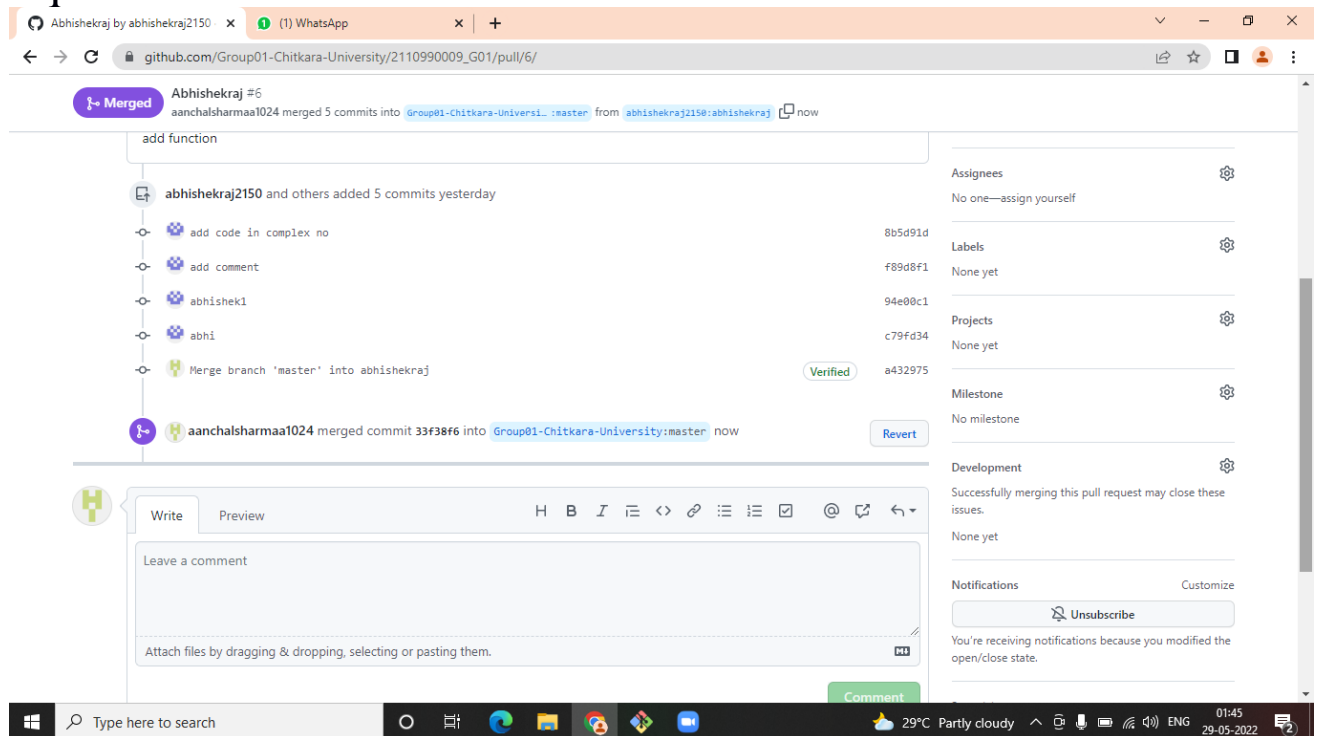 Abhishekraj by abhishekraj2150 ·
(1) WhatsApp
github.com/Group01-Chitkara-University/2110990009_G01/pull/6/
Merged
Abhishekraj #6
aanchalsharmaa1024 merged 5 commits into Group01-Chitkara-Universi… :master from abhishekraj2150:abhishekraj now
add function
abhishekraj2150 and others added 5 commits yesterday
add code in complex no 8b5d91d
add comment f89d8f1
abhishek1 94e00c1
abhi c79fd34
Merge branch 'master' into abhishekraj Verified a432975
aanchalsharmaa1024 merged commit 33f38f6 into Group01-Chitkara-University:master now
Revert
Write Preview
H B I
Leave a comment
Attach files by dragging & dropping, selecting or pasting them.
Comment
Assignees
No one—assign yourself
Labels
None yet
Projects
None yet
Milestone
No milestone
Development
Successfully merging this pull request may close these
issues.
None yet
Notifications Customize
Unsubscribe
You're receiving notifications because you modified the
open/close state.
Type here to search
29°C Partly cloudy
ENG
01:45
29-05-2022
2